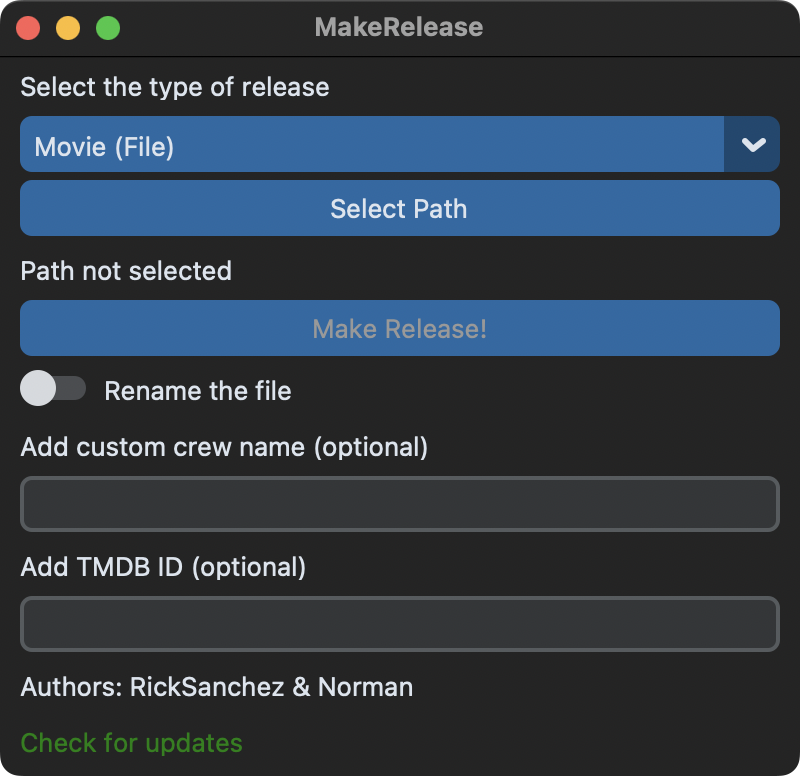 MakeRelease
Select the type of release
Movie (File)
Select Path
Path not selected
Make Release!
Rename the file
Add custom crew name (optional)
Add TMDB ID (optional)
Authors: RickSanchez & Norman
Check for updates